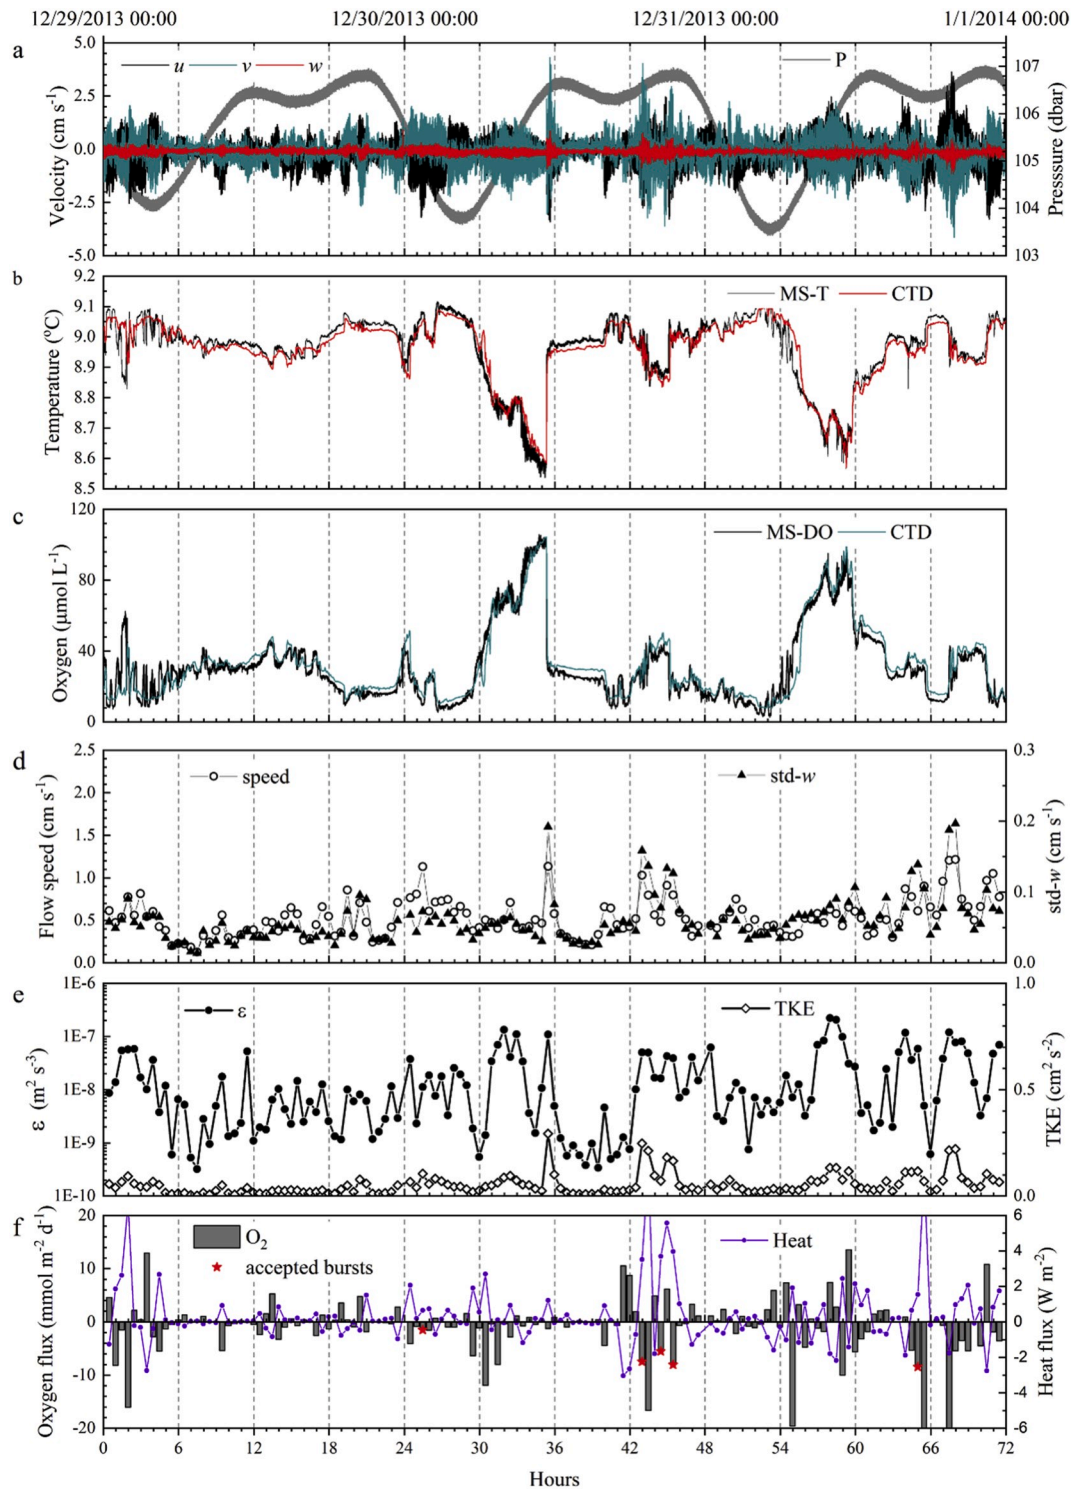 12/29/2013 00:00 12/30/2013 00:00 12/31/2013 00:00 1/1/2014 00:00
a
5.0 2.5 0.0 -2.5 -5.0
Velocity (cm s-1)
u v w P
107 106 105 104 103
Presssure (dbar)
b
9.2 9.1 9.0 8.9 8.8 8.7 8.6 8.5
Temperature (°C)
MS-T CTD
c
120 80 40 0
Oxygen (μmol L-1)
MS-DO CTD
d
2.5 2.0 1.5 1.0 0.5 0.0
Flow speed (cm s-1)
speed std-w
0.3 0.2 0.1 0.0
std-w (cm s-1)
e
1E-6 1E-7 1E-8 1E-9 1E-10
ε (m2 s-3)
ε TKE
1.0 0.5 0.0
TKE (cm2 s-2)
f
20 10 0 -10 -20
Oxygen flux (mmol m-2 d-1)
O2 Heat
accepted bursts
6 4 2 0 -2 -4 -6
Heat flux (W m-2)
0 6 12 18 24 30 36 42 48 54 60 66 72
Hours